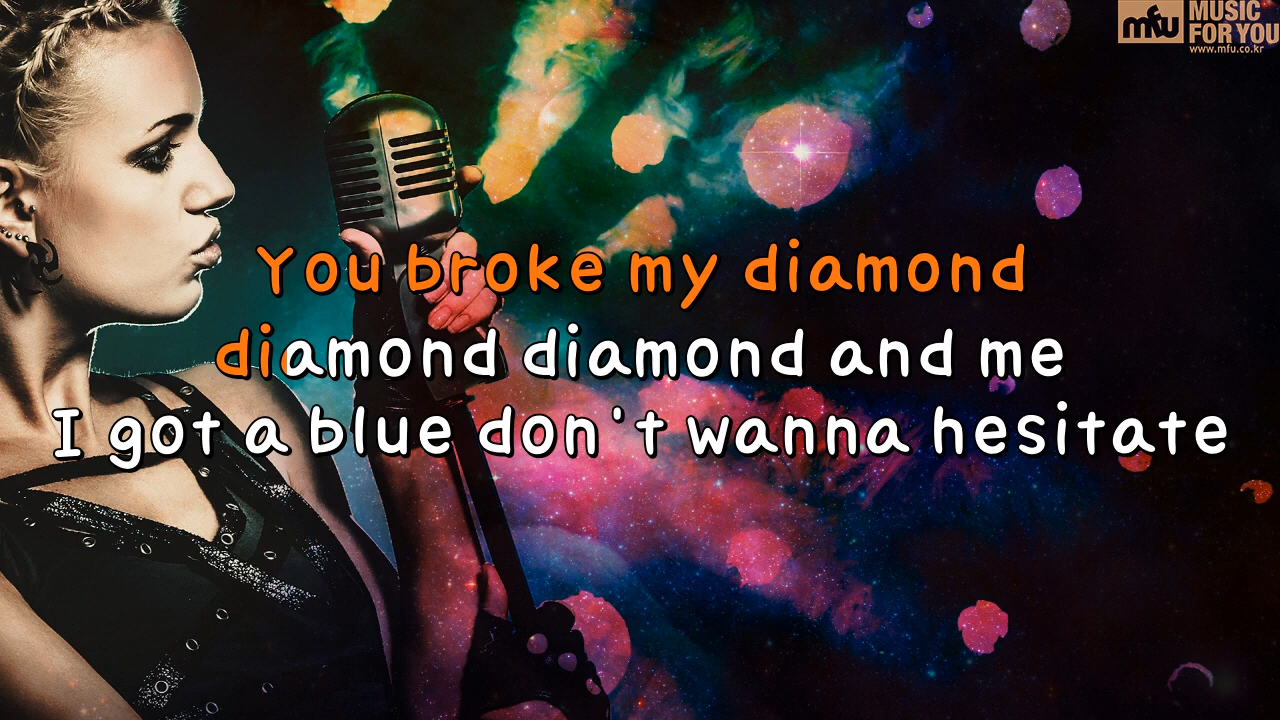 mfu MUSIC
FOR YOU
www.mfu.co.kr
You broke my diamond
diamond diamond and me
I got a blue don't wanna hesitate